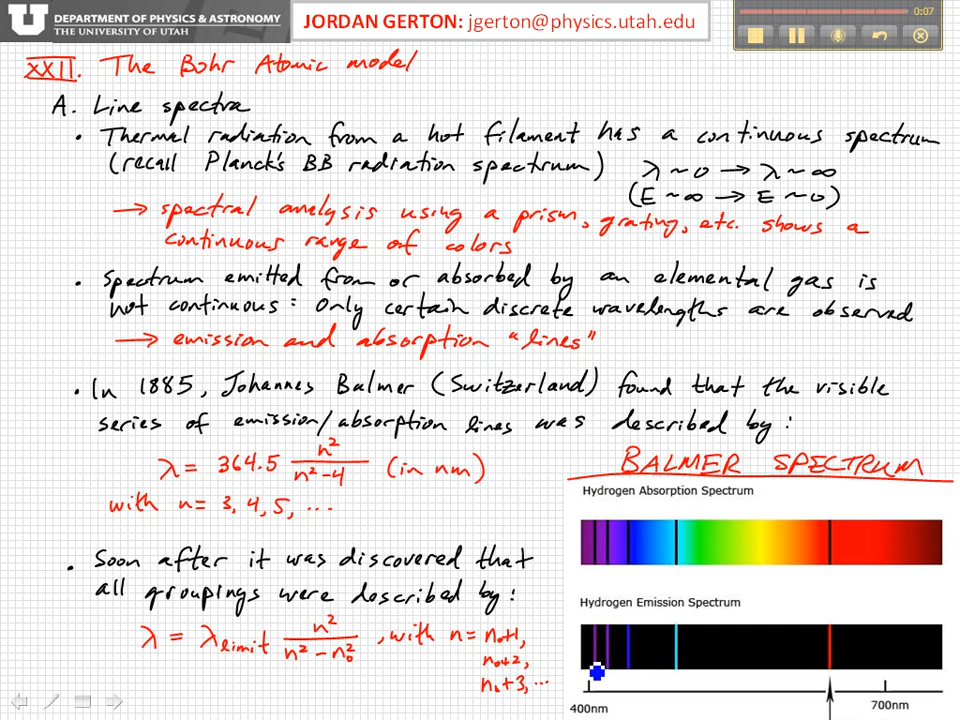 U DEPARTMENT OF PHYSICS & ASTRONOMY
THE UNIVERSITY OF UTAH
JORDAN GERTON: jgerton@physics.utah.edu
0:07
XXII. The Bohr Atomic model
A. Line spectra
• Thermal radiation from a hot filament has a continuous spectrum
(recall Planck's BB radiation spectrum) λ ~ 0 → λ ~ ∞
(E ~ ∞ → E ~ 0)
→ spectral analysis using a prism, grating, etc. shows a
continuous range of colors
• Spectrum emitted from or absorbed by an elemental gas is
not continuous: Only certain discrete wavelengths are observed
→ emission and absorption "lines"
• In 1885, Johannes Balmer (Switzerland) found that the visible
series of emission/absorption lines was described by:
λ = 364.5 n²/(n²-4) (in nm)
with n = 3, 4, 5, ...
BALMER SPECTRUM
Hydrogen Absorption Spectrum
• Soon after it was discovered that
all groupings were described by:
λ = λlimit n²/(n²-n₀²), with n = n₀+1,
n₀+2,
n₀+3, ...
Hydrogen Emission Spectrum
400nm 700nm